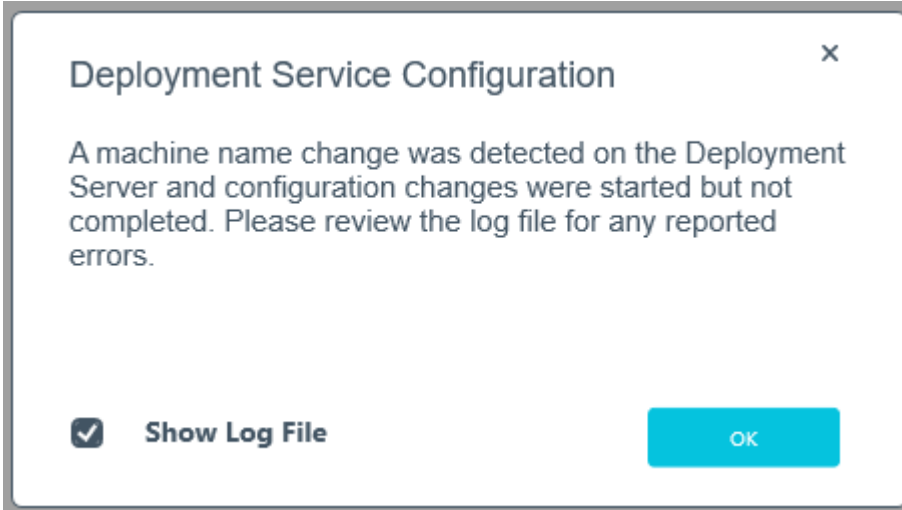 Deployment Service Configuration
A machine name change was detected on the Deployment
Server and configuration changes were started but not
completed. Please review the log file for any reported
errors.
Show Log File
OK